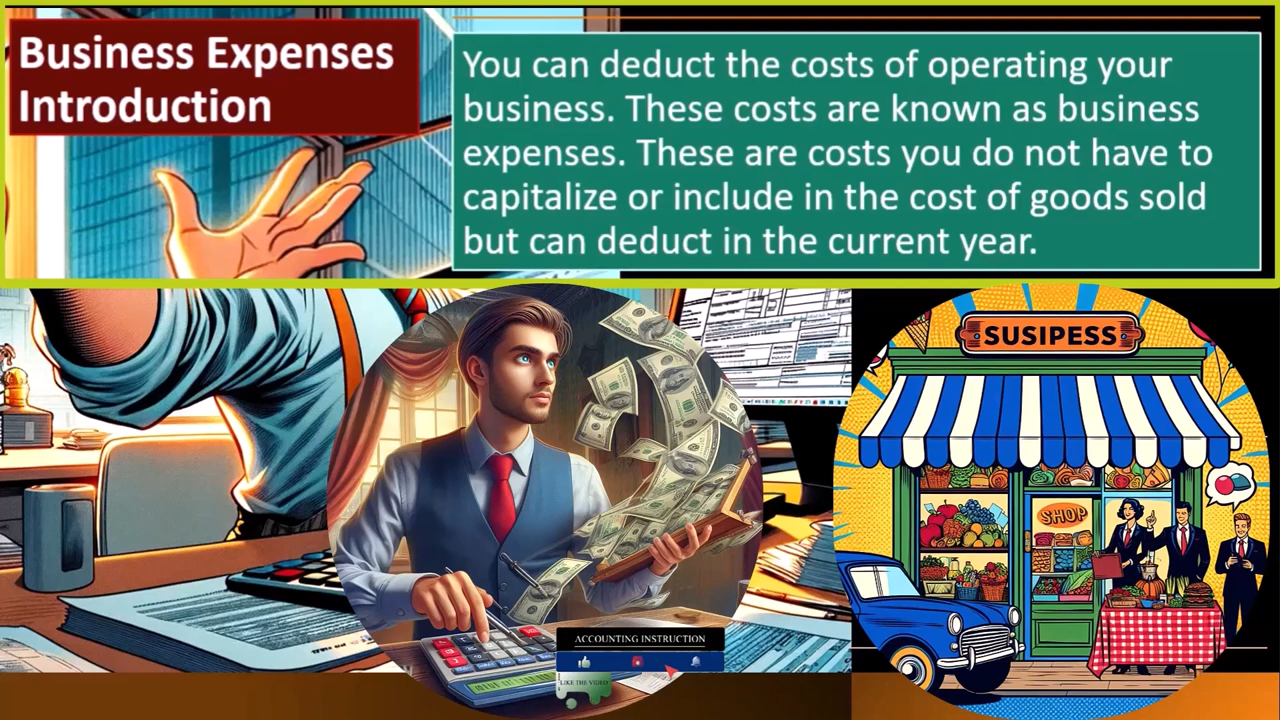 Business Expenses
Introduction
You can deduct the costs of operating your
business. These costs are known as business
expenses. These are costs you do not have to
capitalize or include in the cost of goods sold
but can deduct in the current year.
SUSIPESS
SHOP
ACCOUNTING INSTRUCTION
LIKE THE VIDEO